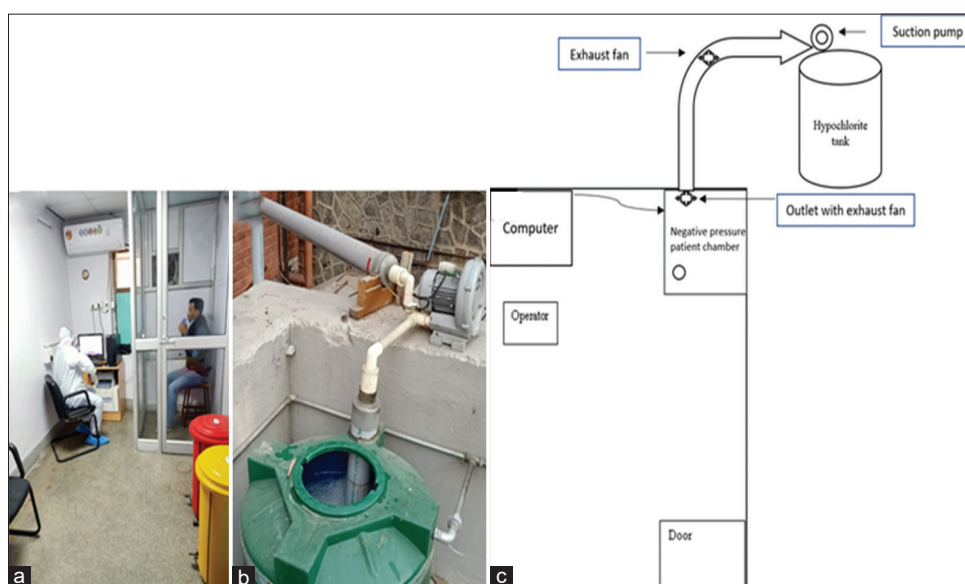 Suction pump
Exhaust fan
Hypochlorite
tank
Outlet with exhaust fan
Computer
Negative pressure
patient chamber
Operator
Door
a
b
c